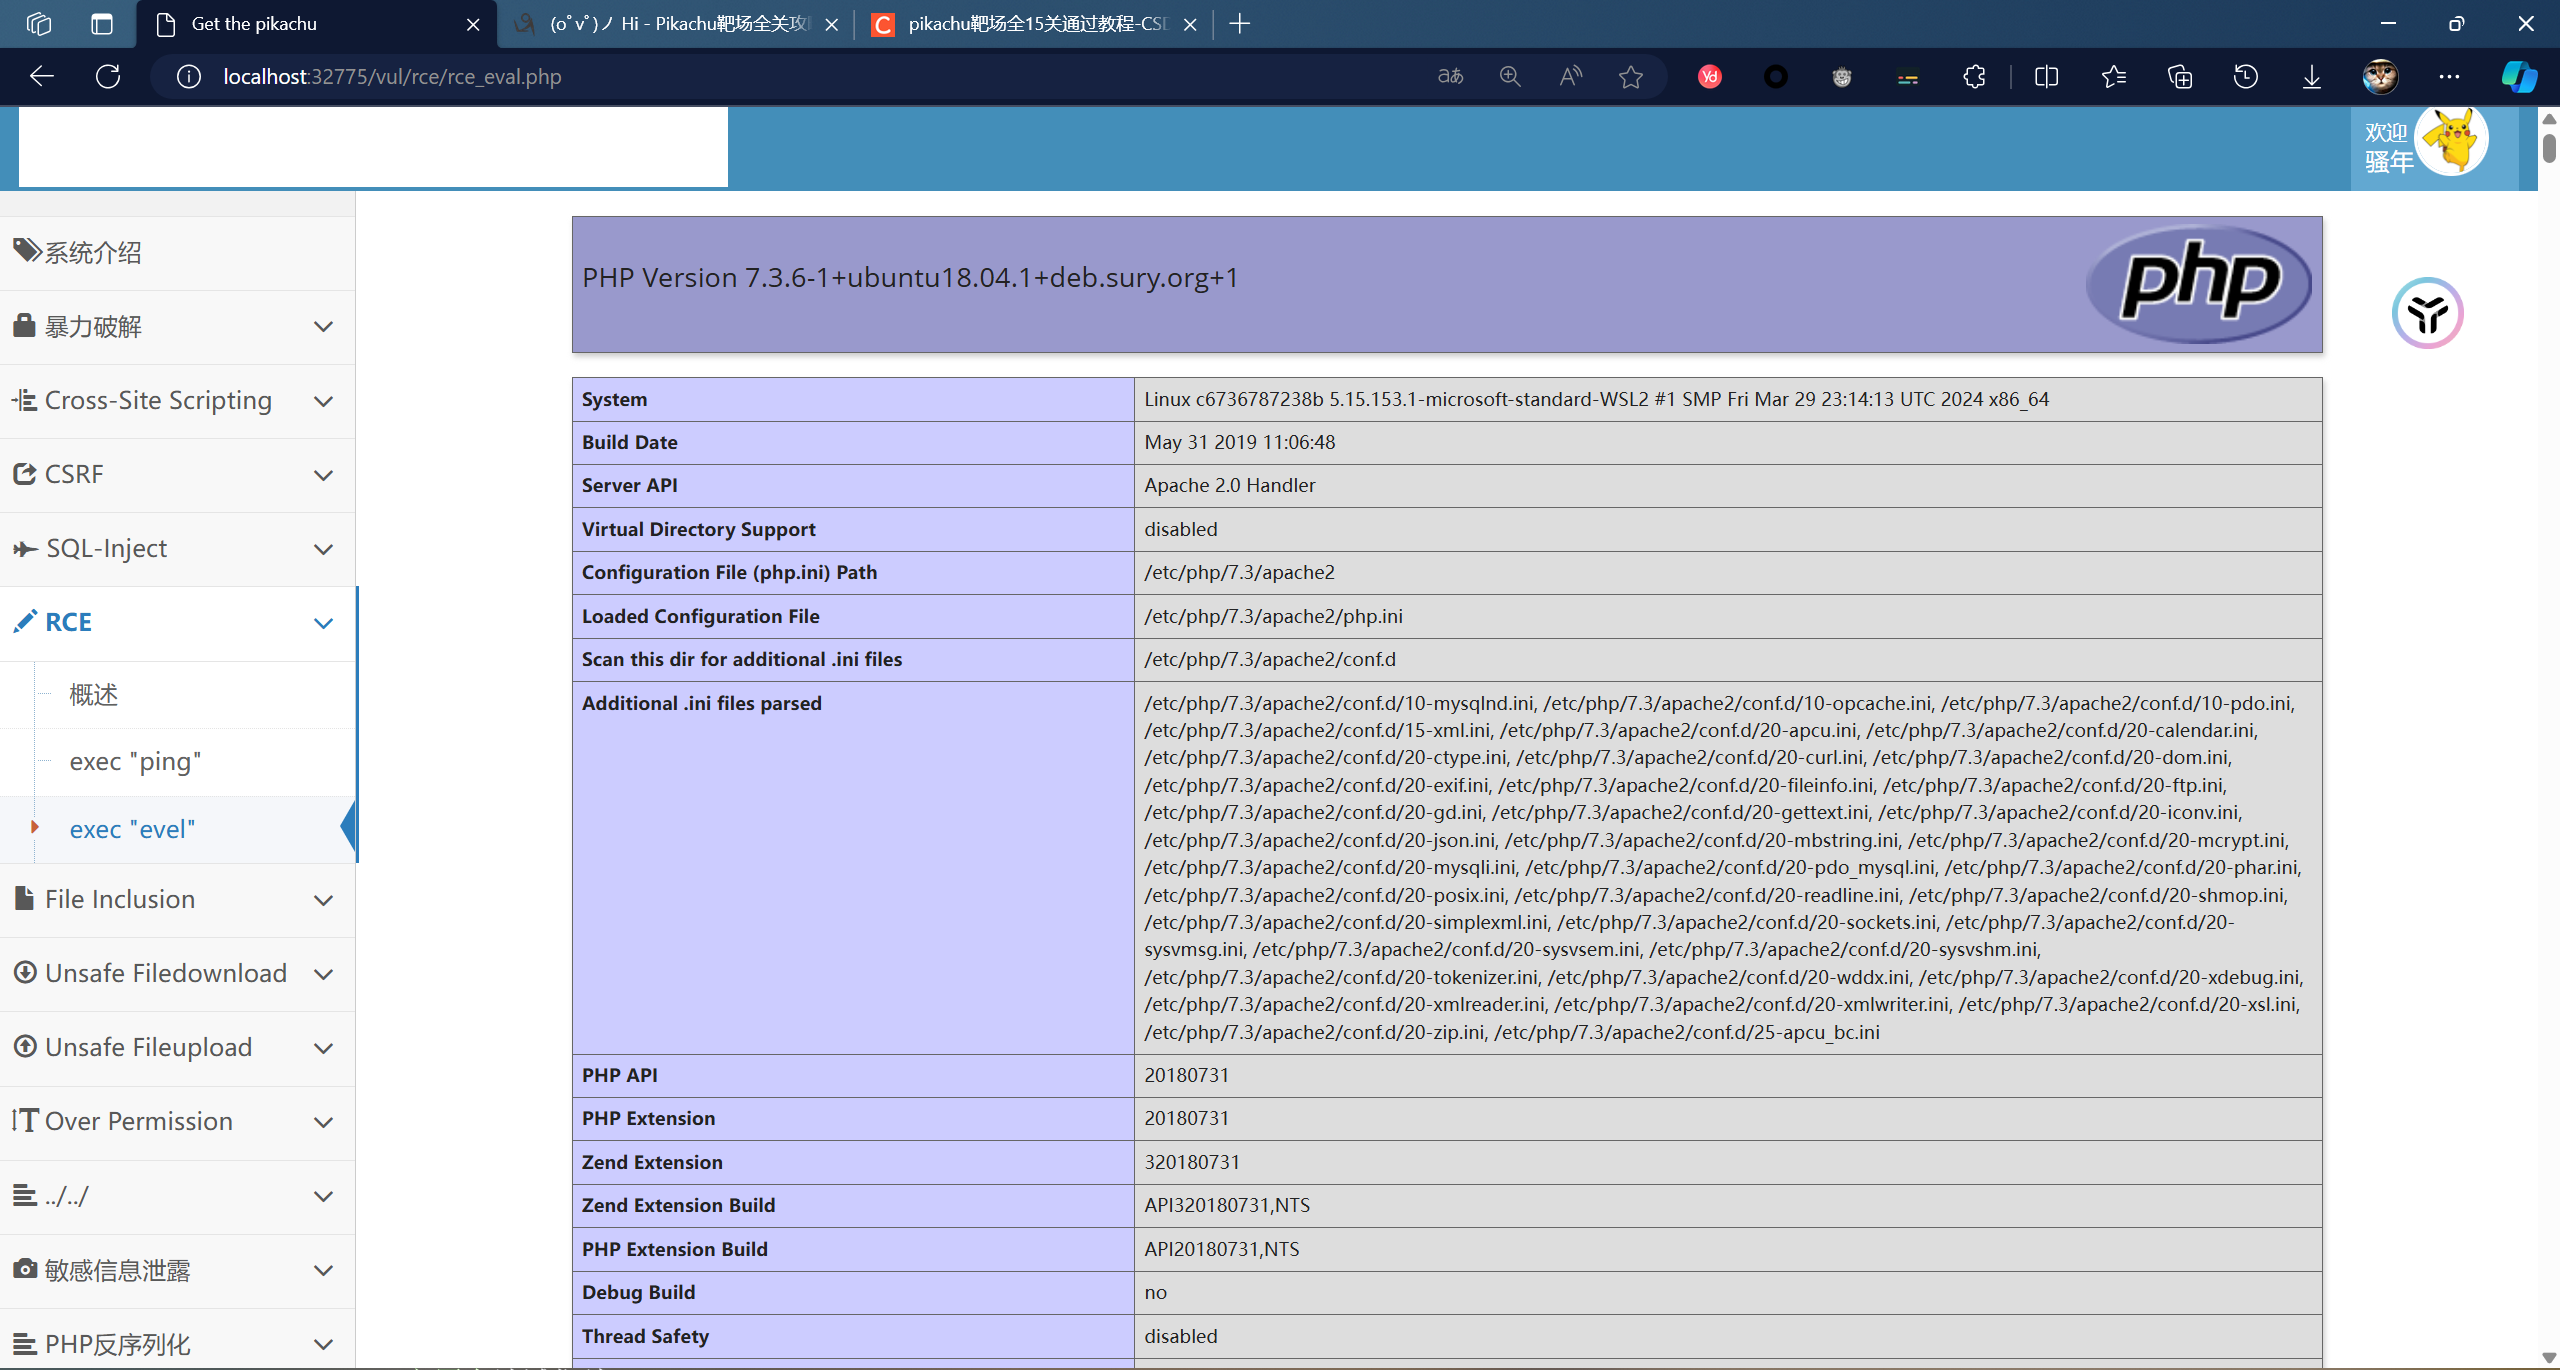 Get the pikachu
(oﾟvﾟ)ノ Hi - Pikachu靶场全关攻
pikachu靶场全15关通过教程-CSD
localhost:32775/vul/rce/rce_eval.php
欢迎
骚年
系统介绍
暴力破解
Cross-Site Scripting
CSRF
SQL-Inject
RCE
概述
exec "ping"
exec "evel"
File Inclusion
Unsafe Filedownload
Unsafe Fileupload
Over Permission
../../
敏感信息泄露
PHP反序列化
PHP Version 7.3.6-1+ubuntu18.04.1+deb.sury.org+1
php
System Linux c6736787238b 5.15.153.1-microsoft-standard-WSL2 #1 SMP Fri Mar 29 23:14:13 UTC 2024 x86_64
Build Date May 31 2019 11:06:48
Server API Apache 2.0 Handler
Virtual Directory Support disabled
Configuration File (php.ini) Path /etc/php/7.3/apache2
Loaded Configuration File /etc/php/7.3/apache2/php.ini
Scan this dir for additional .ini files /etc/php/7.3/apache2/conf.d
Additional .ini files parsed /etc/php/7.3/apache2/conf.d/10-mysqlnd.ini, /etc/php/7.3/apache2/conf.d/10-opcache.ini, /etc/php/7.3/apache2/conf.d/10-pdo.ini,
/etc/php/7.3/apache2/conf.d/15-xml.ini, /etc/php/7.3/apache2/conf.d/20-apcu.ini, /etc/php/7.3/apache2/conf.d/20-calendar.ini,
/etc/php/7.3/apache2/conf.d/20-ctype.ini, /etc/php/7.3/apache2/conf.d/20-curl.ini, /etc/php/7.3/apache2/conf.d/20-dom.ini,
/etc/php/7.3/apache2/conf.d/20-exif.ini, /etc/php/7.3/apache2/conf.d/20-fileinfo.ini, /etc/php/7.3/apache2/conf.d/20-ftp.ini,
/etc/php/7.3/apache2/conf.d/20-gd.ini, /etc/php/7.3/apache2/conf.d/20-gettext.ini, /etc/php/7.3/apache2/conf.d/20-iconv.ini,
/etc/php/7.3/apache2/conf.d/20-json.ini, /etc/php/7.3/apache2/conf.d/20-mbstring.ini, /etc/php/7.3/apache2/conf.d/20-mcrypt.ini,
/etc/php/7.3/apache2/conf.d/20-mysqli.ini, /etc/php/7.3/apache2/conf.d/20-pdo_mysql.ini, /etc/php/7.3/apache2/conf.d/20-phar.ini,
/etc/php/7.3/apache2/conf.d/20-posix.ini, /etc/php/7.3/apache2/conf.d/20-readline.ini, /etc/php/7.3/apache2/conf.d/20-shmop.ini,
/etc/php/7.3/apache2/conf.d/20-simplexml.ini, /etc/php/7.3/apache2/conf.d/20-sockets.ini, /etc/php/7.3/apache2/conf.d/20-
sysvmsg.ini, /etc/php/7.3/apache2/conf.d/20-sysvsem.ini, /etc/php/7.3/apache2/conf.d/20-sysvshm.ini,
/etc/php/7.3/apache2/conf.d/20-tokenizer.ini, /etc/php/7.3/apache2/conf.d/20-wddx.ini, /etc/php/7.3/apache2/conf.d/20-xdebug.ini,
/etc/php/7.3/apache2/conf.d/20-xmlreader.ini, /etc/php/7.3/apache2/conf.d/20-xmlwriter.ini, /etc/php/7.3/apache2/conf.d/20-xsl.ini,
/etc/php/7.3/apache2/conf.d/20-zip.ini, /etc/php/7.3/apache2/conf.d/25-apcu_bc.ini
PHP API 20180731
PHP Extension 20180731
Zend Extension 320180731
Zend Extension Build API320180731,NTS
PHP Extension Build API20180731,NTS
Debug Build no
Thread Safety disabled